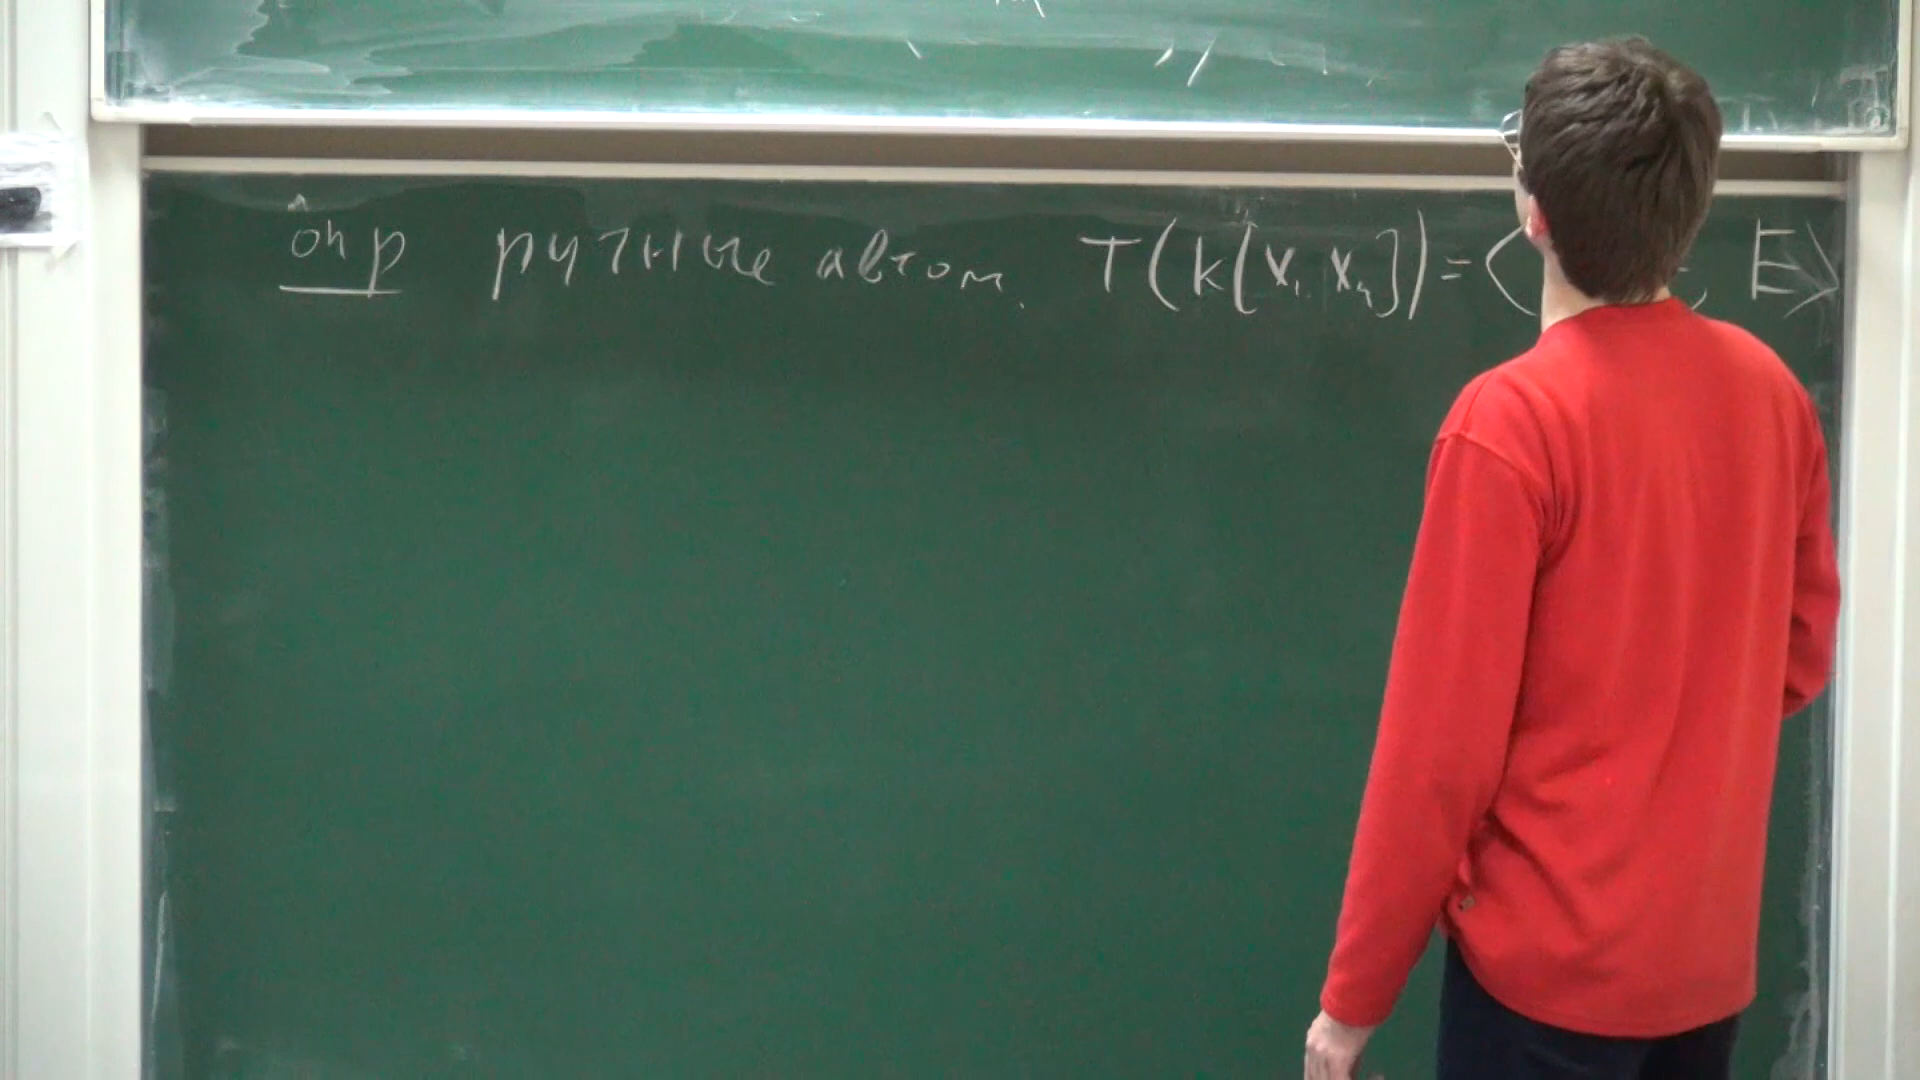 опр ручные автом. T(k[x₁ xₙ]) = < ; E>